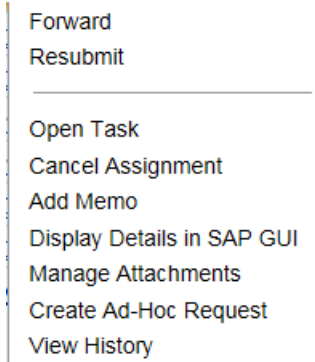 Forward
Resubmit
Open Task
Cancel Assignment
Add Memo
Display Details in SAP GUI
Manage Attachments
Create Ad-Hoc Request
View History